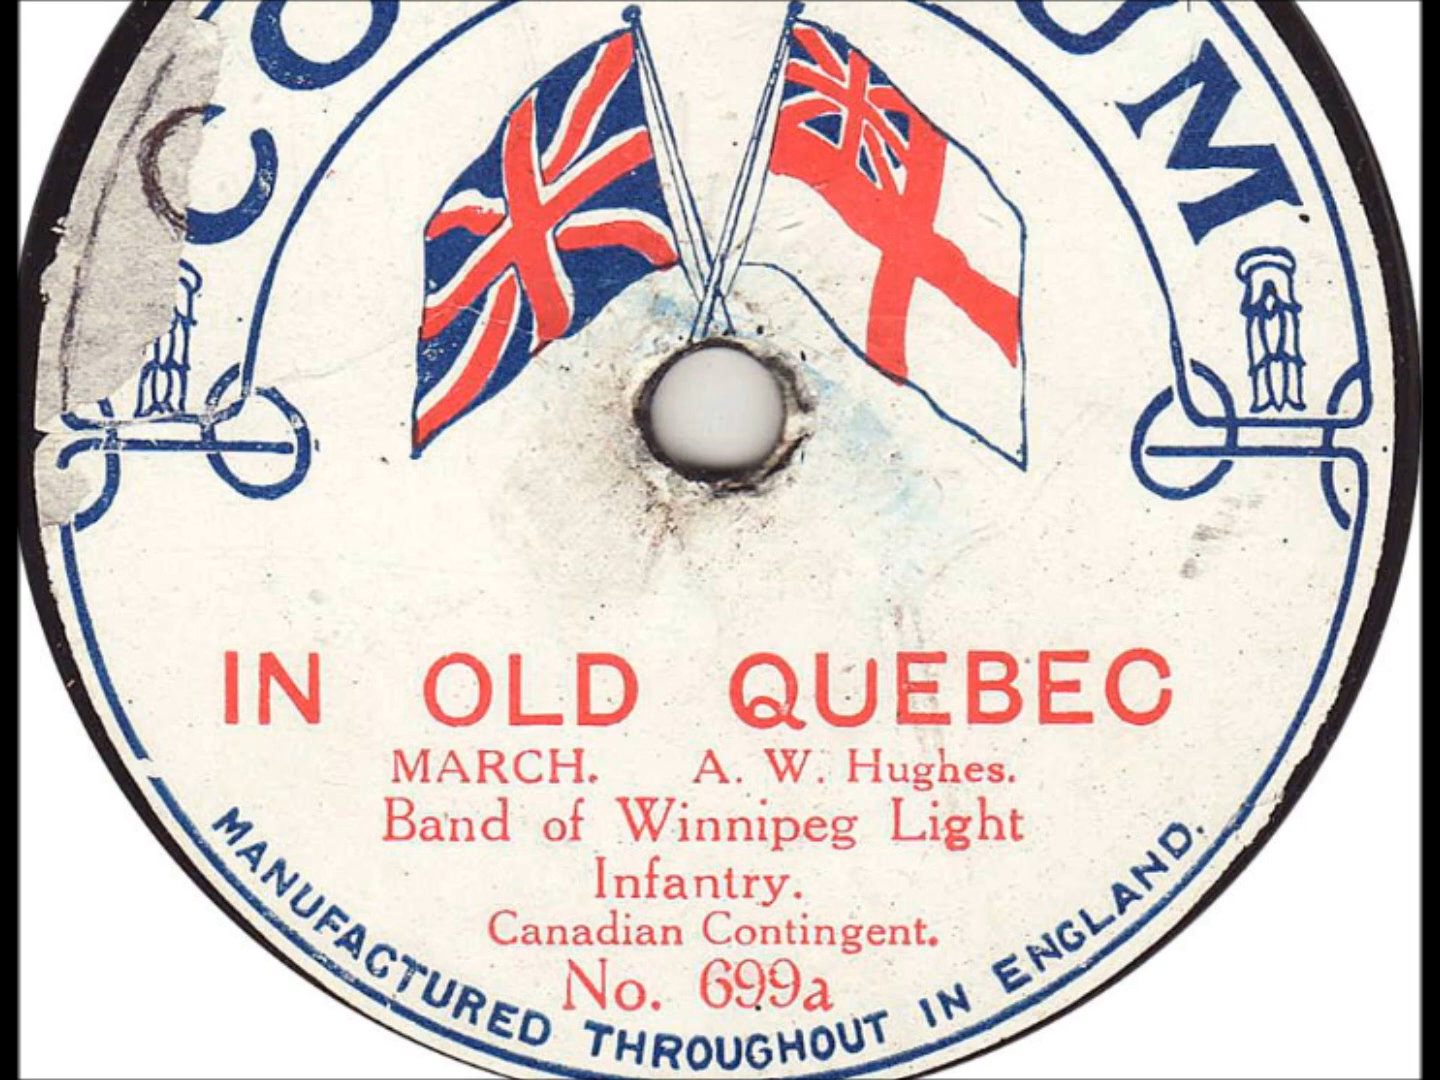 IN OLD QUEBEC
MARCH. A. W. Hughes.
Band of Winnipeg Light
Infantry.
Canadian Contingent.
No. 699a
MANUFACTURED THROUGHOUT IN ENGLAND.